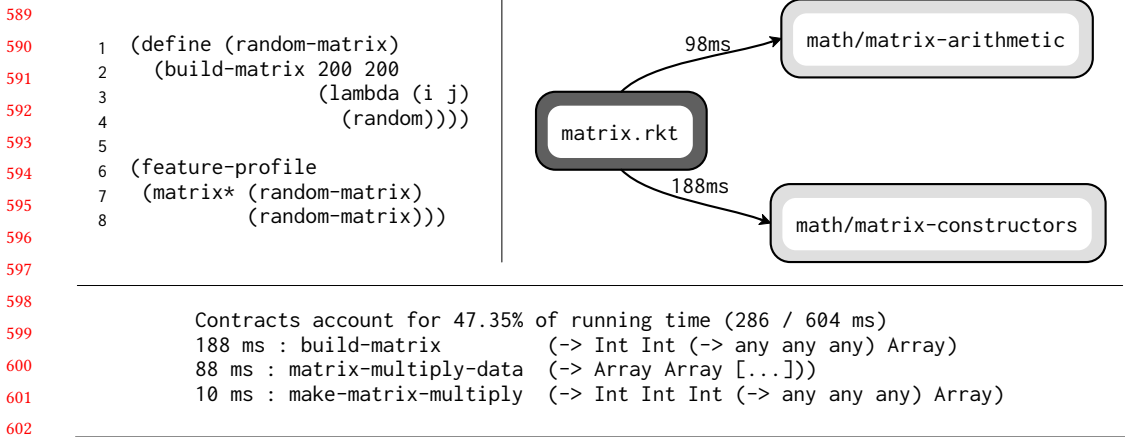 589
590
591
592
593
594
595
596
597
598
599
600
601
602
1 (define (random-matrix)
2   (build-matrix 200 200
3                 (lambda (i j)
4                   (random))))
5
6 (feature-profile
7  (matrix* (random-matrix)
8           (random-matrix)))
98ms
math/matrix-arithmetic
matrix.rkt
188ms
math/matrix-constructors
Contracts account for 47.35% of running time (286 / 604 ms)
188 ms : build-matrix          (-> Int Int (-> any any any) Array)
88 ms : matrix-multiply-data  (-> Array Array [...]))
10 ms : make-matrix-multiply  (-> Int Int Int (-> any any any) Array)